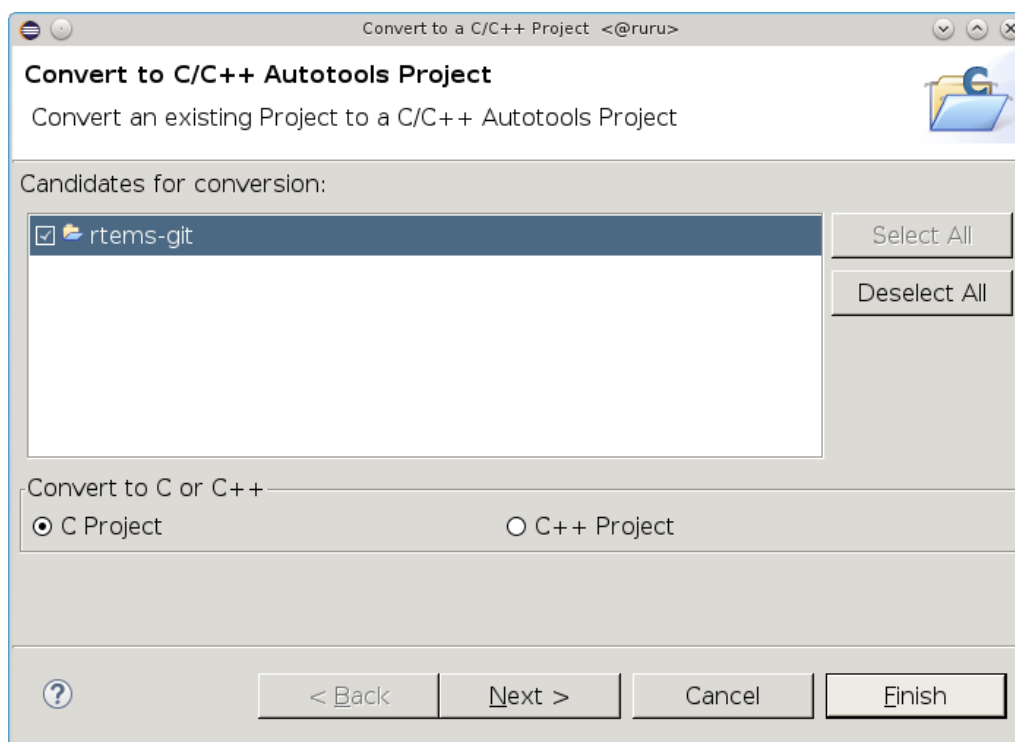 Convert to a C/C++ Project <@ruru>
Convert to C/C++ Autotools Project
Convert an existing Project to a C/C++ Autotools Project
Candidates for conversion:
rtems-git
Select All
Deselect All
Convert to C or C++
C Project
C++ Project
< Back
Next >
Cancel
Finish